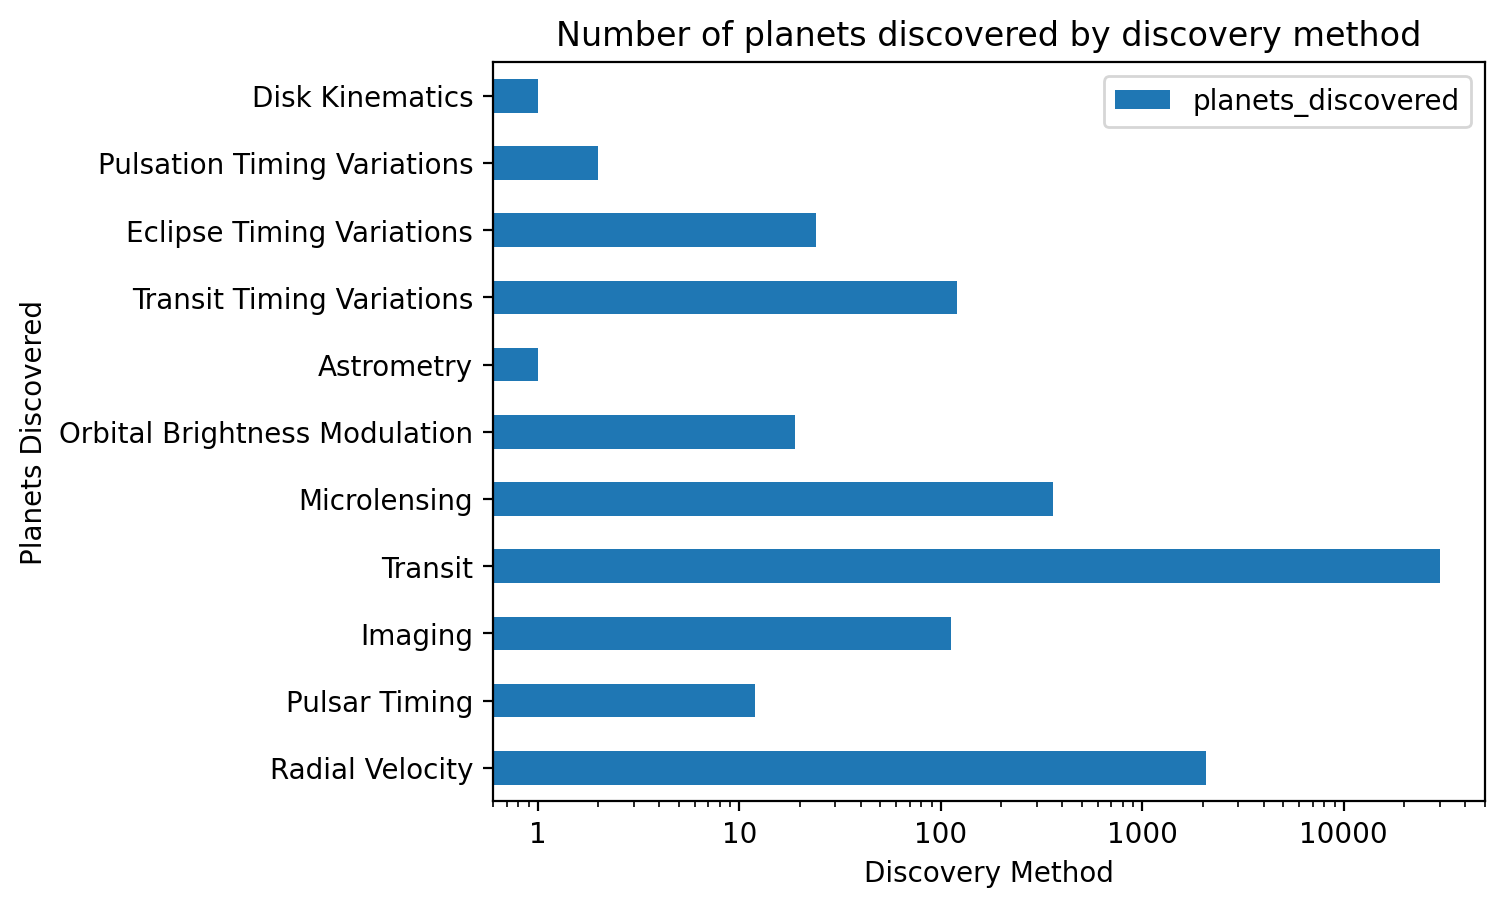 Number of planets discovered by discovery method
planets_discovered
Disk Kinematics
Pulsation Timing Variations
Eclipse Timing Variations
Transit Timing Variations
Astrometry
Orbital Brightness Modulation
Microlensing
Transit
Imaging
Pulsar Timing
Radial Velocity
Planets Discovered
1 10 100 1000 10000
Discovery Method